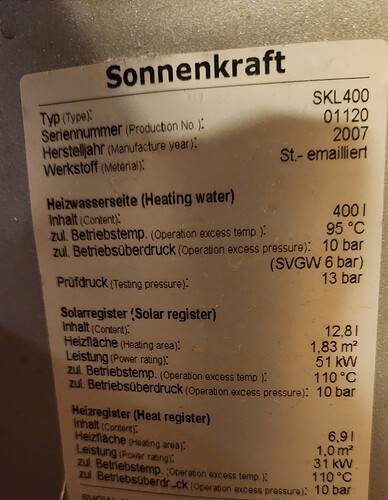 Sonnenkraft
Typ (Type): SKL400
Seriennummer (Production No.): 01120
Herstelljahr (Manufacture year): 2007
Werkstoff (Meterial): St.- emailliert
Heizwasserseite (Heating water)
Inhalt (Content): 400 l
zul. Betriebstemp. (Operation excess temp.): 95 °C
zul. Betriebsüberdruck (Operation excess pressure): 10 bar
(SVGW 6 bar)
Prüfdruck (Testing pressure): 13 bar
Solarregister (Solar register)
Inhalt (Content): 12,8 l
Heizfläche (Heating area): 1,83 m²
Leistung (Power rating): 51 kW
zul. Betriebstemp. (Operation excess temp.): 110 °C
zul. Betriebsüberdruck (Operation excess pressure): 10 bar
Heizregister (Heat register)
Inhalt (Content): 6,9 l
Heizfläche (Heating area): 1,0 m²
Leistung (Power rating): 31 kW
zul. Betriebstemp. (Operation excess temp.): 110 °C
zul. Betriebsüberdruck (Operation excess pressure): 10 bar